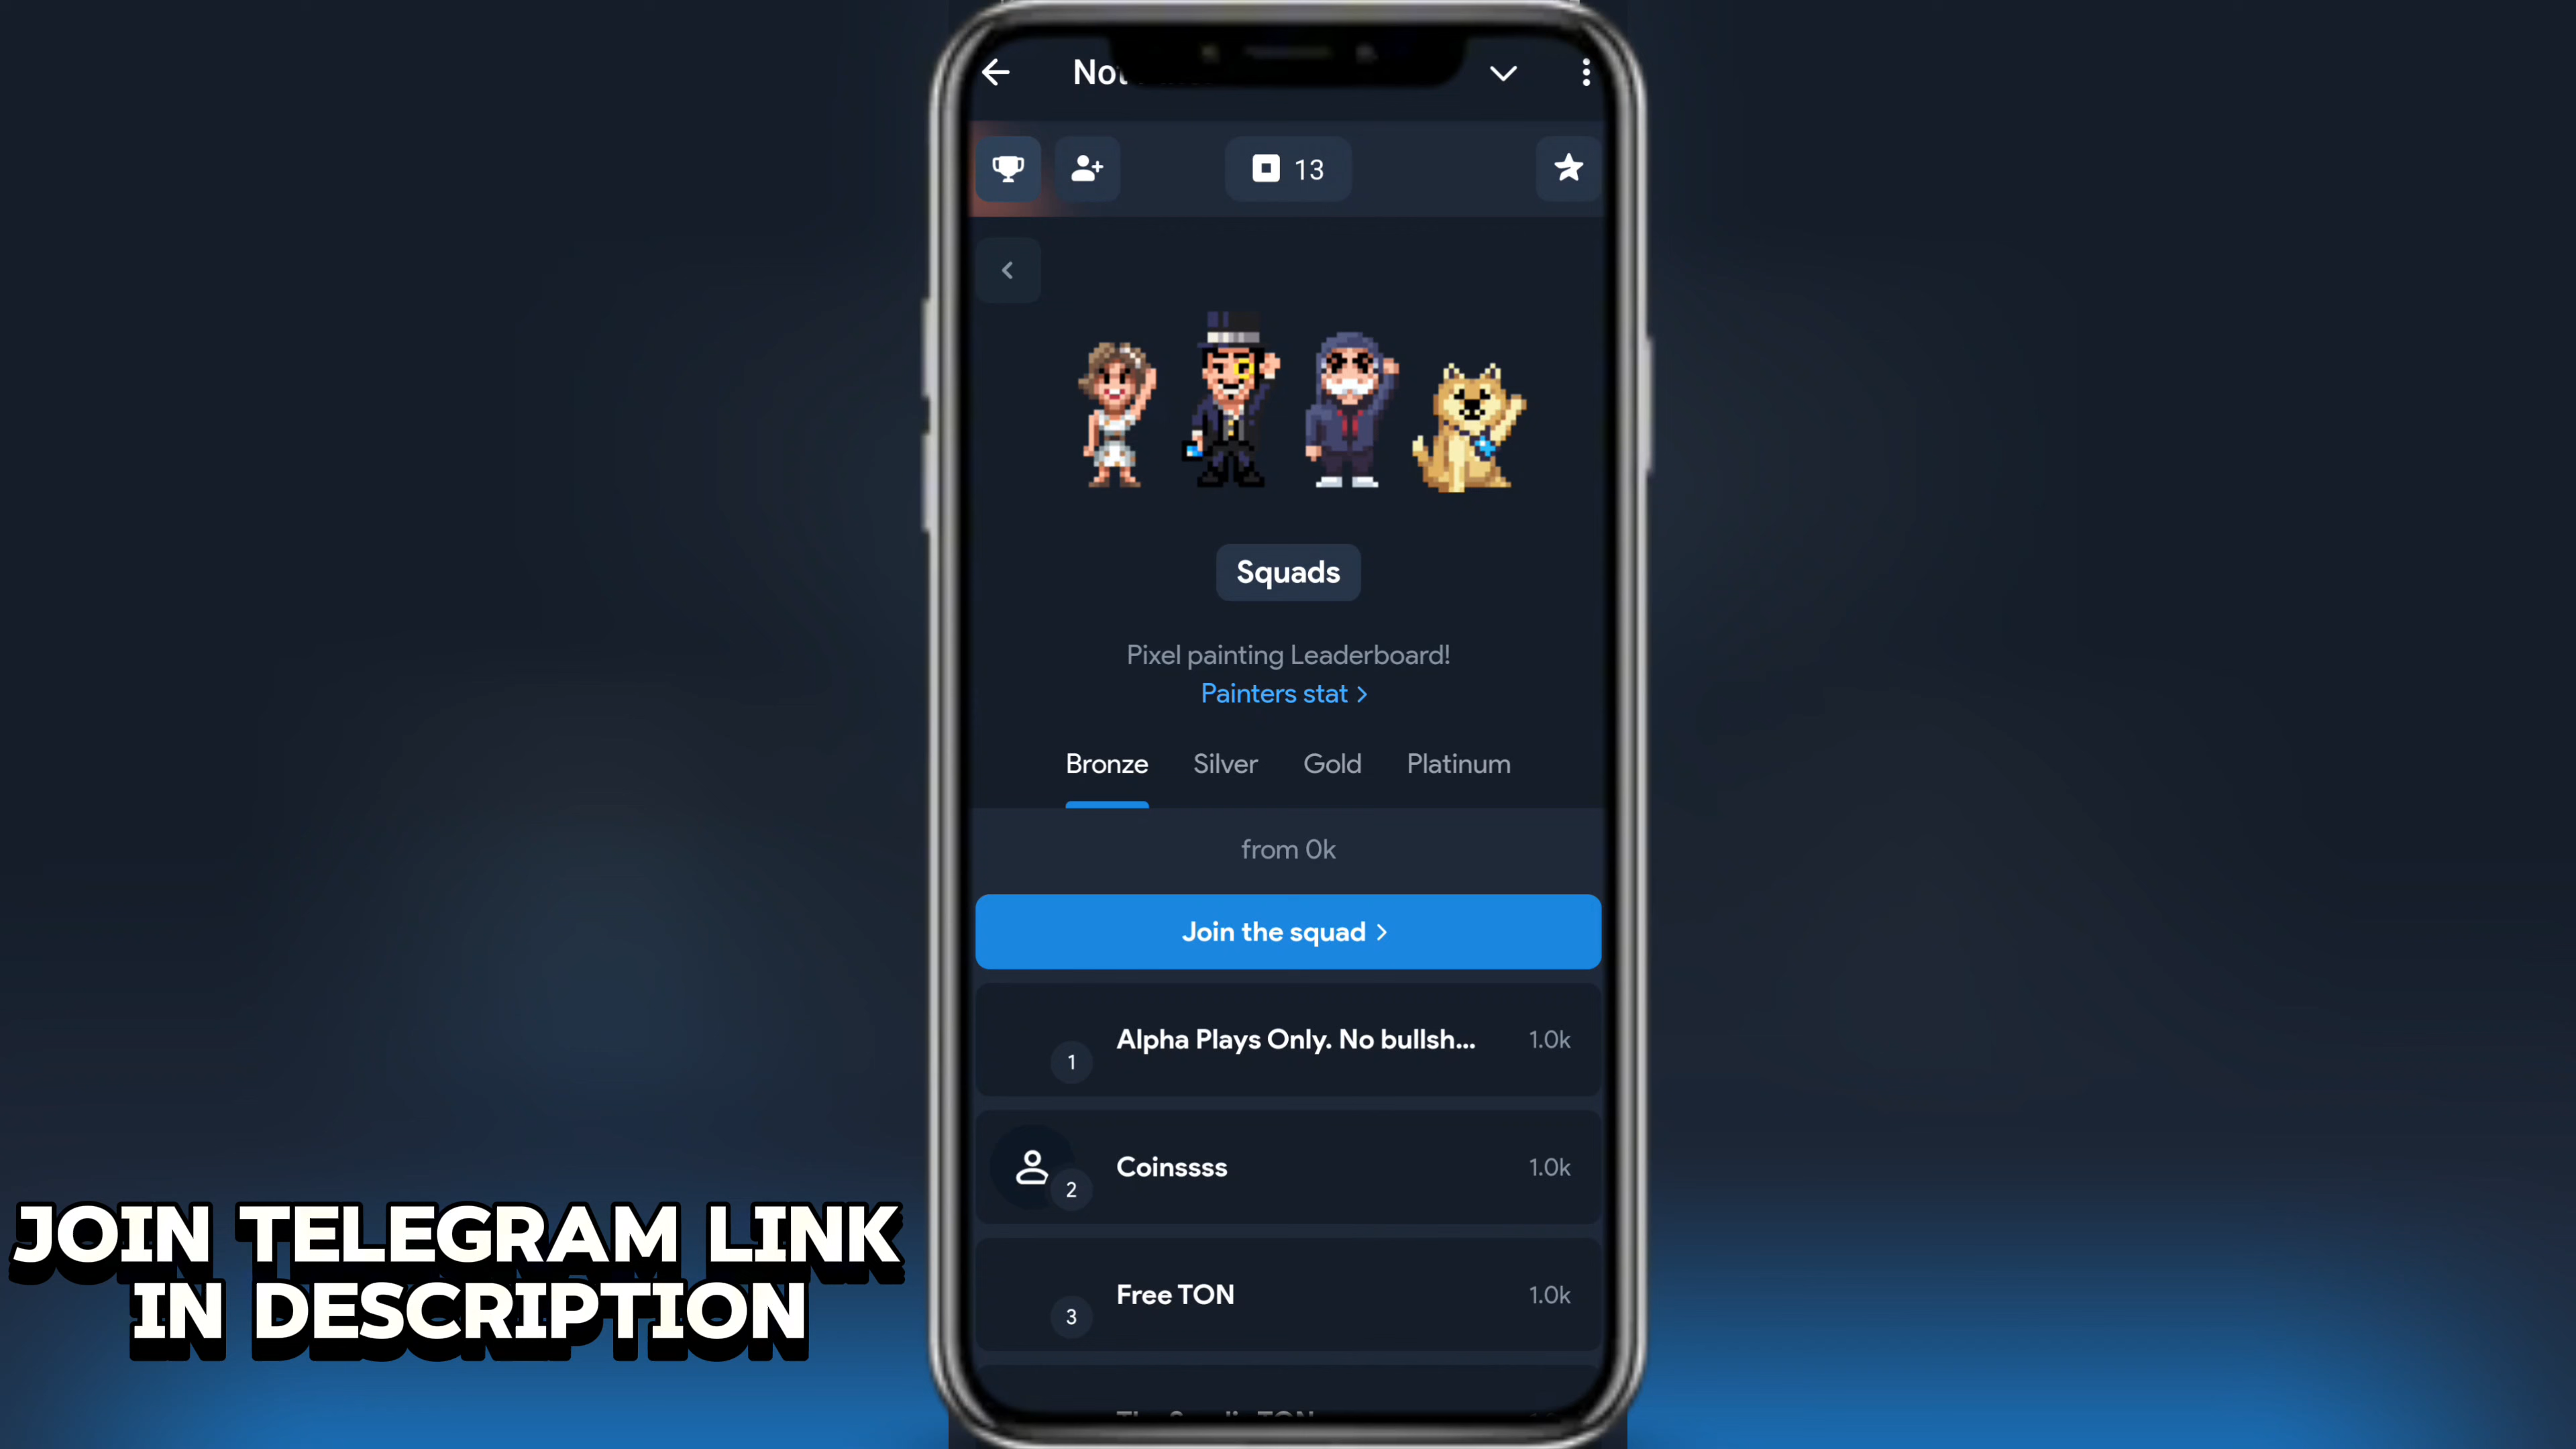 No
13
Squads
Pixel painting Leaderboard!
Painters stat >
Bronze Silver Gold Platinum
from 0k
Join the squad >
Alpha Plays Only. No bullsh... 1.0k
1
Coinssss 1.0k
2
Free TON 1.0k
3
JOIN TELEGRAM LINK
IN DESCRIPTION